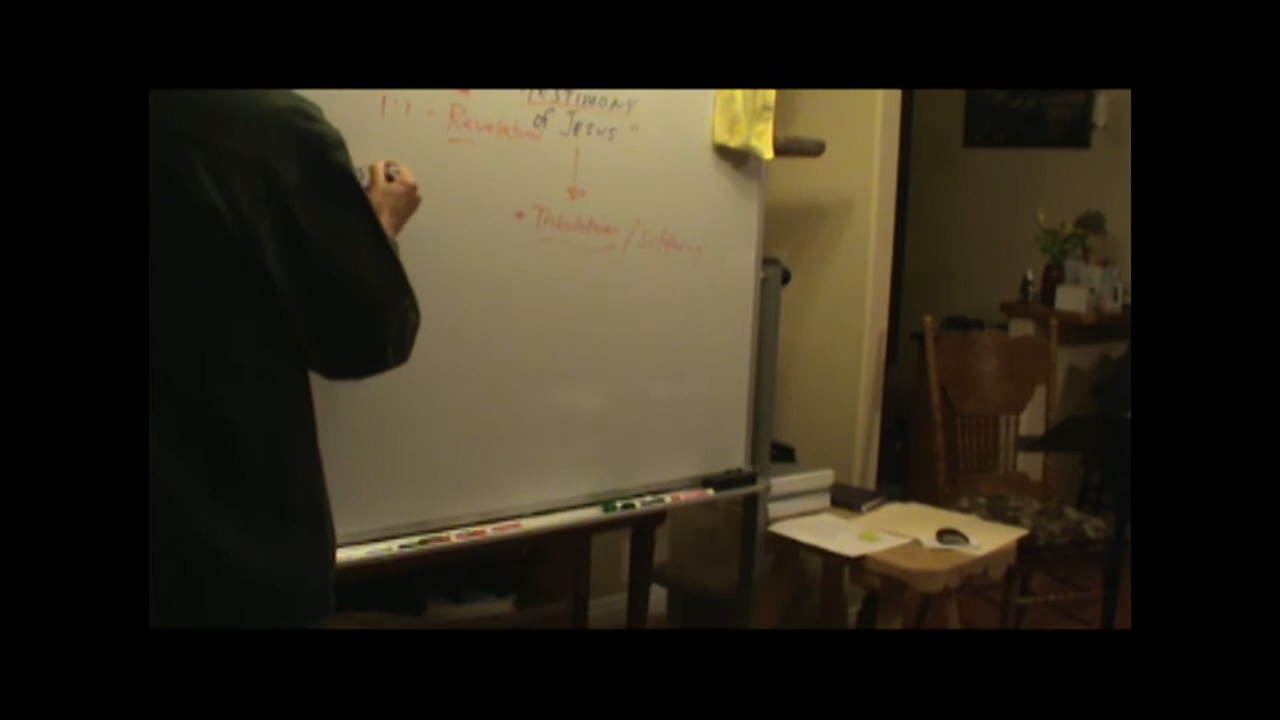 "TESTIMONY
1:1 - Revelation of Jesus"
• Tribulation / Suffering